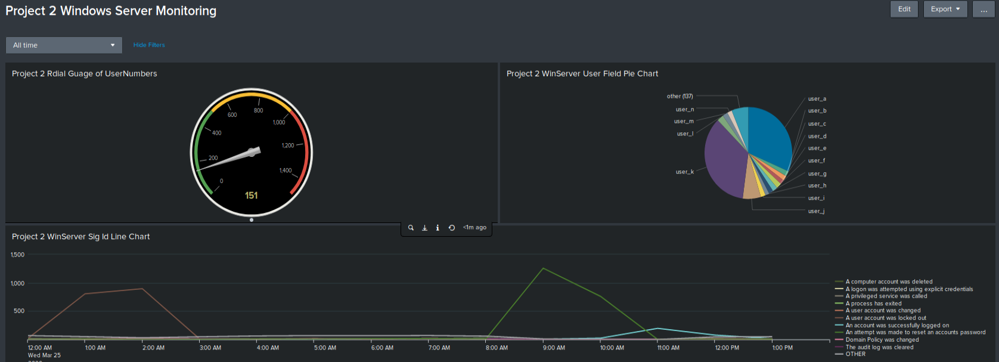 Project 2 Windows Server Monitoring
Edit
Export
...
All time
Hide Filters
Project 2 Rdial Guage of UserNumbers
0
200
400
600
800
1,000
1,200
1,400
151
Project 2 WinServer User Field Pie Chart
other (137)
user_n
user_m
user_l
user_k
user_a
user_b
user_c
user_d
user_e
user_f
user_g
user_h
user_i
user_j
<1m ago
Project 2 WinServer Sig Id Line Chart
1,500
1,000
500
12:00 AM
Wed Mar 25
1:00 AM
2:00 AM
3:00 AM
4:00 AM
5:00 AM
6:00 AM
7:00 AM
8:00 AM
9:00 AM
10:00 AM
11:00 AM
12:00 PM
1:00 PM
A computer account was deleted
A logon was attempted using explicit credentials
A privileged service was called
A process has exited
A user account was changed
A user account was locked out
An account was successfully logged on
An attempt was made to reset an accounts password
Domain Policy was changed
The audit log was cleared
OTHER